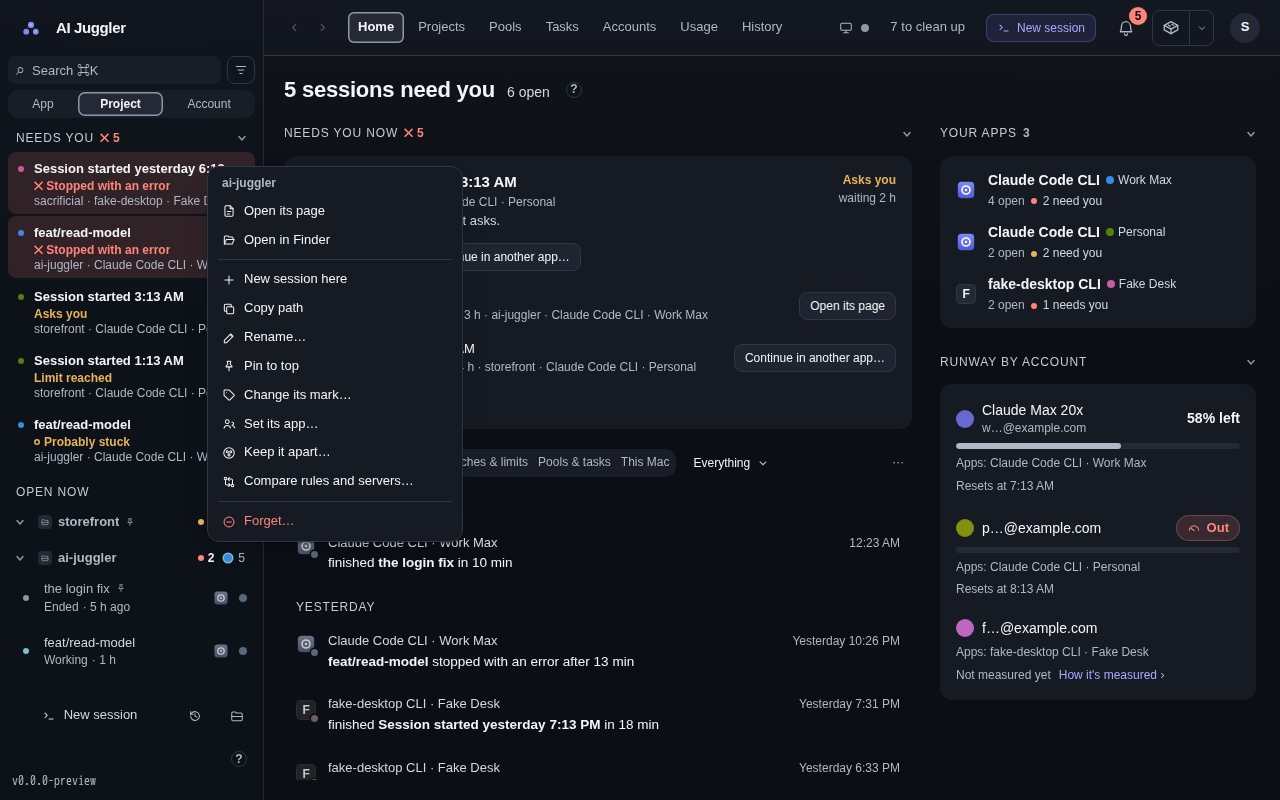 AI Juggler
Home
Projects
Pools
Tasks
Accounts
Usage
History
7 to clean up
New session
5
S
Search ⌘K
App
Project
Account
NEEDS YOU 5
Session started yesterday
Stopped with an error
sacrificial · fake-desktop · Fake
feat/read-model
Stopped with an error
ai-juggler · Claude Code CLI ·
Session started 3:13 AM
Asks you
storefront · Claude Code CLI ·
Session started 1:13 AM
Limit reached
storefront · Claude Code CLI ·
feat/read-model
Probably stuck
ai-juggler · Claude Code CLI ·
OPEN NOW
storefront
ai-juggler
2
5
the login fix
Ended · 5 h ago
feat/read-model
Working · 1 h
New session
?
v0.0.0-preview
ai-juggler
Open its page
Open in Finder
New session here
Copy path
Rename…
Pin to top
Change its mark…
Set its app…
Keep it apart…
Compare rules and servers…
Forget…
5 sessions need you 6 open ?
NEEDS YOU NOW 5
3:13 AM
CLI · Personal
asks.
Asks you
waiting 2 h
in another app…
3 h · ai-juggler · Claude Code CLI · Work Max
Open its page
AM
h · storefront · Claude Code CLI · Personal
Continue in another app…
& limits
Pools & tasks
This Mac
Everything
···
Claude Code CLI · Work Max
12:23 AM
finished the login fix in 10 min
YESTERDAY
Claude Code CLI · Work Max
Yesterday 10:26 PM
feat/read-model stopped with an error after 13 min
F
fake-desktop CLI · Fake Desk
Yesterday 7:31 PM
finished Session started yesterday 7:13 PM in 18 min
F
fake-desktop CLI · Fake Desk
Yesterday 6:33 PM
YOUR APPS 3
Claude Code CLI Work Max
4 open 2 need you
Claude Code CLI Personal
2 open 2 need you
F
fake-desktop CLI Fake Desk
2 open 1 needs you
RUNWAY BY ACCOUNT
Claude Max 20x
w…@example.com
58% left
Apps: Claude Code CLI · Work Max
Resets at 7:13 AM
p…@example.com
Out
Apps: Claude Code CLI · Personal
Resets at 8:13 AM
f…@example.com
Apps: fake-desktop CLI · Fake Desk
Not measured yet How it's measured ›